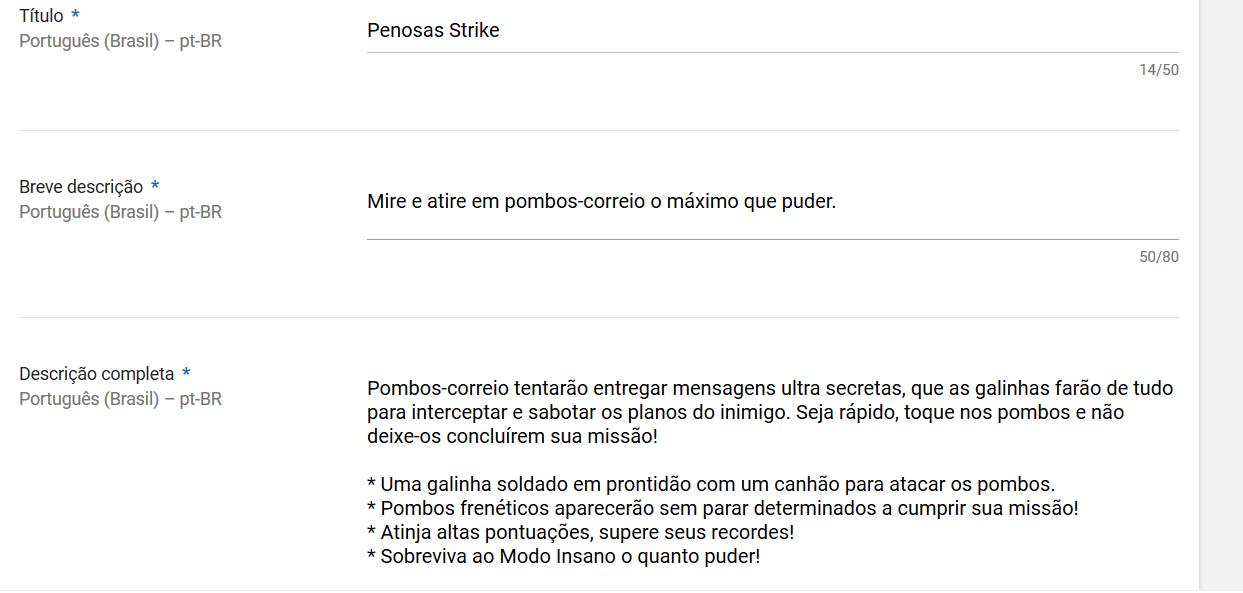 Título *
Português (Brasil) – pt-BR
Penosas Strike
14/50
Breve descrição *
Português (Brasil) – pt-BR
Mire e atire em pombos-correio o máximo que puder.
50/80
Descrição completa *
Português (Brasil) – pt-BR
Pombos-correio tentarão entregar mensagens ultra secretas, que as galinhas farão de tudo
para interceptar e sabotar os planos do inimigo. Seja rápido, toque nos pombos e não
deixe-os concluírem sua missão!
* Uma galinha soldado em prontidão com um canhão para atacar os pombos.
* Pombos frenéticos aparecerão sem parar determinados a cumprir sua missão!
* Atinja altas pontuações, supere seus recordes!
* Sobreviva ao Modo Insano o quanto puder!